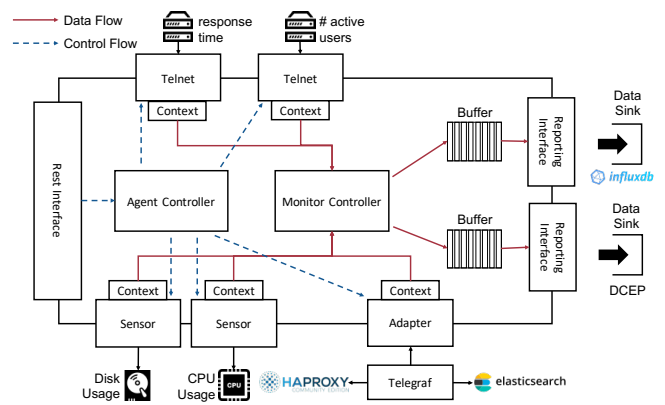 Data Flow
Control Flow
response
time
# active
users
Telnet
Telnet
Context
Context
Buffer
Reporting
Interface
Data
Sink
influxdb
Rest Interface
Agent Controller
Monitor Controller
Buffer
Reporting
Interface
Data
Sink
DCEP
Context
Context
Context
Sensor
Sensor
Adapter
Disk
Usage
CPU
Usage
CPU
HAPROXY
COMMUNITY EDITION
Telegraf
elasticsearch